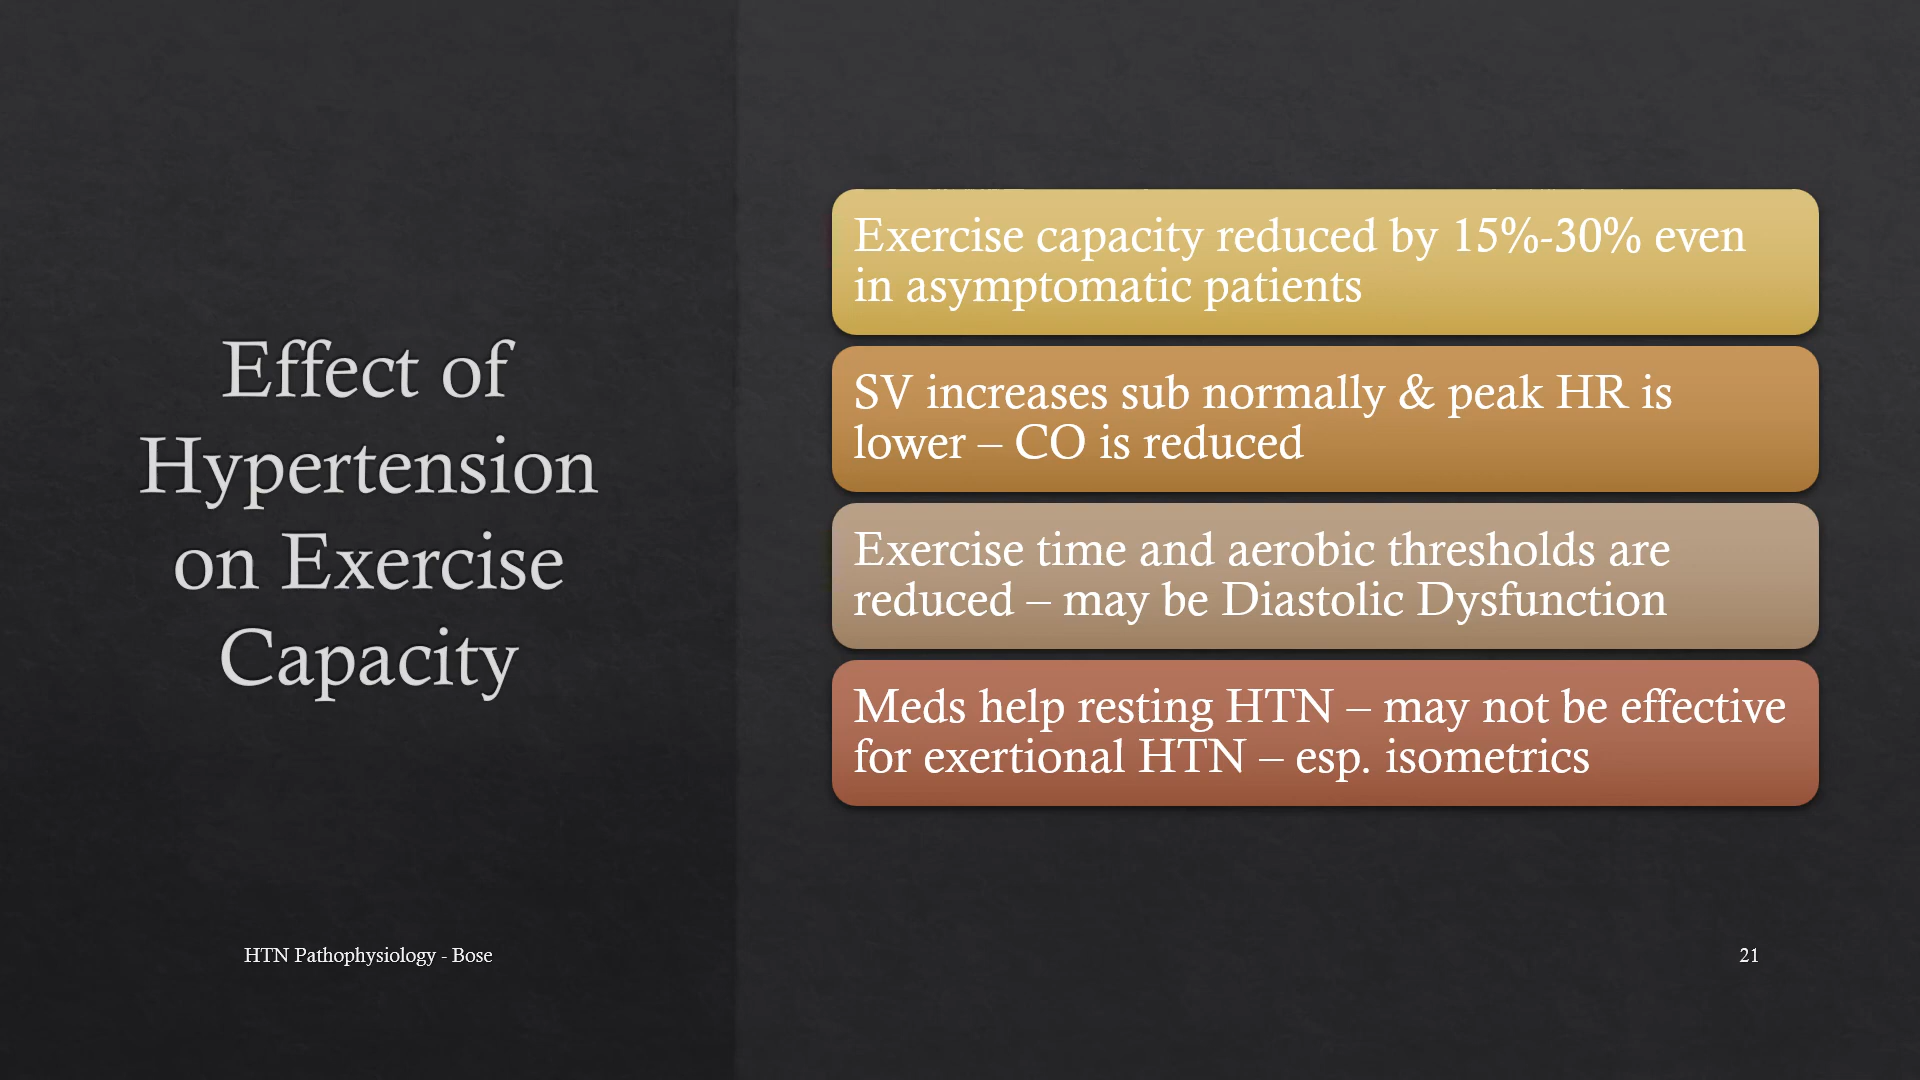 Effect of
Hypertension
on Exercise
Capacity
Exercise capacity reduced by 15%-30% even
in asymptomatic patients
SV increases sub normally & peak HR is
lower – CO is reduced
Exercise time and aerobic thresholds are
reduced – may be Diastolic Dysfunction
Meds help resting HTN – may not be effective
for exertional HTN – esp. isometrics
HTN Pathophysiology - Bose
21